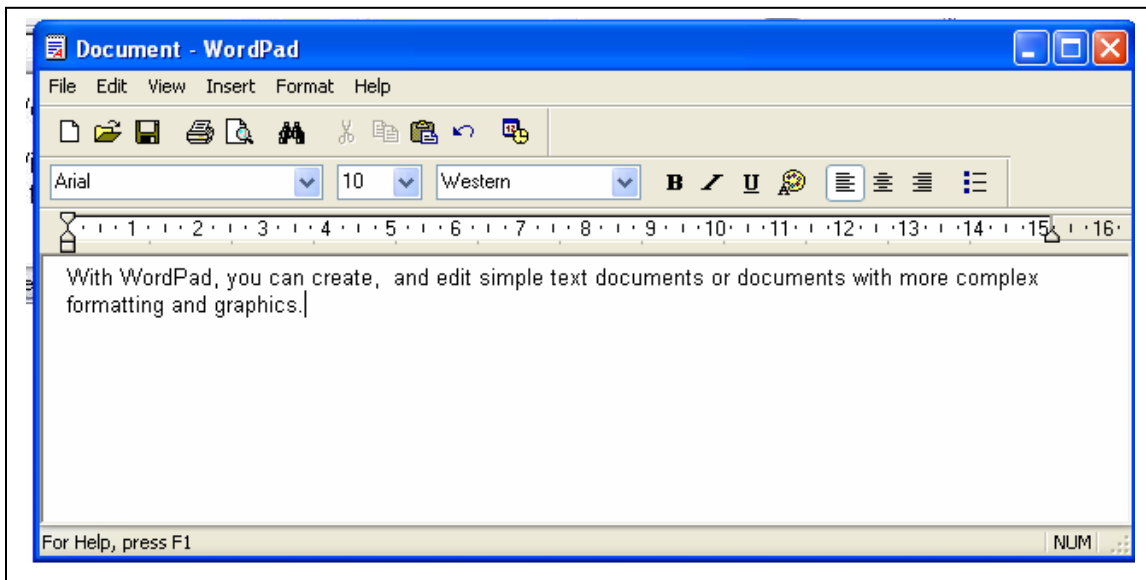 Document - WordPad
File Edit View Insert Format Help
Arial 10 Western B I U
1 2 3 4 5 6 7 8 9 10 11 12 13 14 15 16
With WordPad, you can create,  and edit simple text documents or documents with more complex
formatting and graphics.
For Help, press F1 NUM